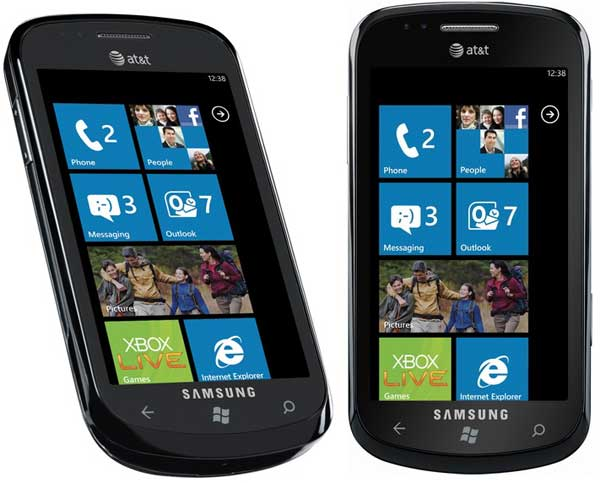 at&t
12:38
2
f
Phone
People
3
7
Messaging
Outlook
Pictures
XBOX
LIVE
Games
Internet Explorer
SAMSUNG
at&t
12:38
2
f
Phone
People
3
7
Messaging
Outlook
Pictures
XBOX
LIVE
Games
Internet Explorer
SAMSUNG